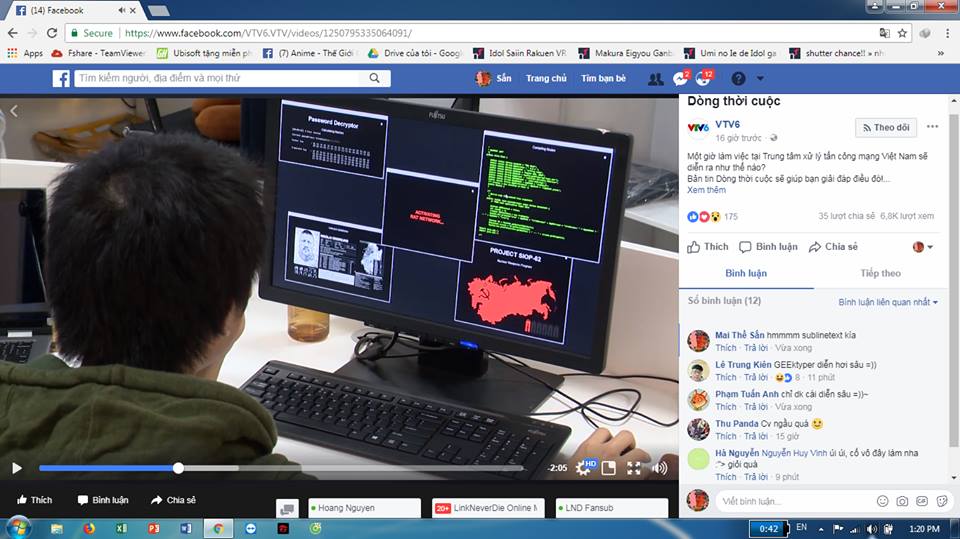 (14) Facebook
Secure
https://www.facebook.com/VTV6.VTV/videos/1250795335064091/
Apps
Fshare - TeamViewer
Ubisoft tặng miễn p
(7) Anime - Thế Giới
Drive của tôi - Google
Idol Saiin Rakuen VR
Makura Eigyou Ganb
Umi no Ie de Idol ga
shutter chance!! » nh
Tìm kiếm người, địa điểm và mọi thứ
Sấn
Trang chủ
Tìm bạn bè
2
12
Password Decryptor
FUJITSU
ACTIVATING
RAT NETWORK...
PROJECT SIOP-62
Nuclear Weapons Program
-2:05
HD
Thích
Bình luận
Chia sẻ
Dòng thời cuộc
VTV6
VTV6
16 giờ trước ·
Theo dõi
Một giờ làm việc tại Trung tâm xử lý tấn công mạng Việt Nam sẽ
diễn ra như thế nào?
Bản tin Dòng thời cuộc sẽ giúp bạn giải đáp điều đó!...
Xem thêm
175
35 lượt chia sẻ 6,8K lượt xem
Thích
Bình luận
Chia sẻ
Bình luận
Tiếp theo
Số bình luận (12)
Bình luận liên quan nhất
Mai Thế Sấn hmmmm sublinetext kía
Thích · Trả lời · Vừa xong
Lê Trung Kiên GEEktyper diễn hơi sâu =))
Thích · Trả lời · 8 · 11 phút
Phạm Tuấn Anh chỉ dk cái diễn sâu =))~
Thích · Trả lời · Vừa xong
Thu Panda Cv ngầu quá
Thích · Trả lời · 15 giờ
Hà Nguyễn Nguyễn Huy Vinh úi úi, cố vô đây làm nha
:"> giỏi quá
Thích · Trả lời · 9 phút
Viết bình luận...
Hoang Nguyen
20+
LinkNeverDie Online M
LND Fansub
0:42
EN
1:20 PM